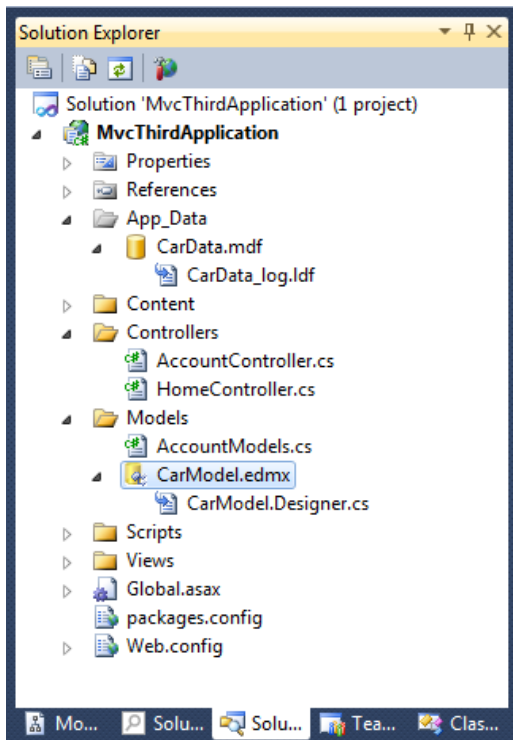 Solution Explorer
Solution 'MvcThirdApplication' (1 project)
MvcThirdApplication
Properties
References
App_Data
CarData.mdf
CarData_log.ldf
Content
Controllers
AccountController.cs
HomeController.cs
Models
AccountModels.cs
CarModel.edmx
CarModel.Designer.cs
Scripts
Views
Global.asax
packages.config
Web.config
Mo... Solu... Solu... Tea... Clas...